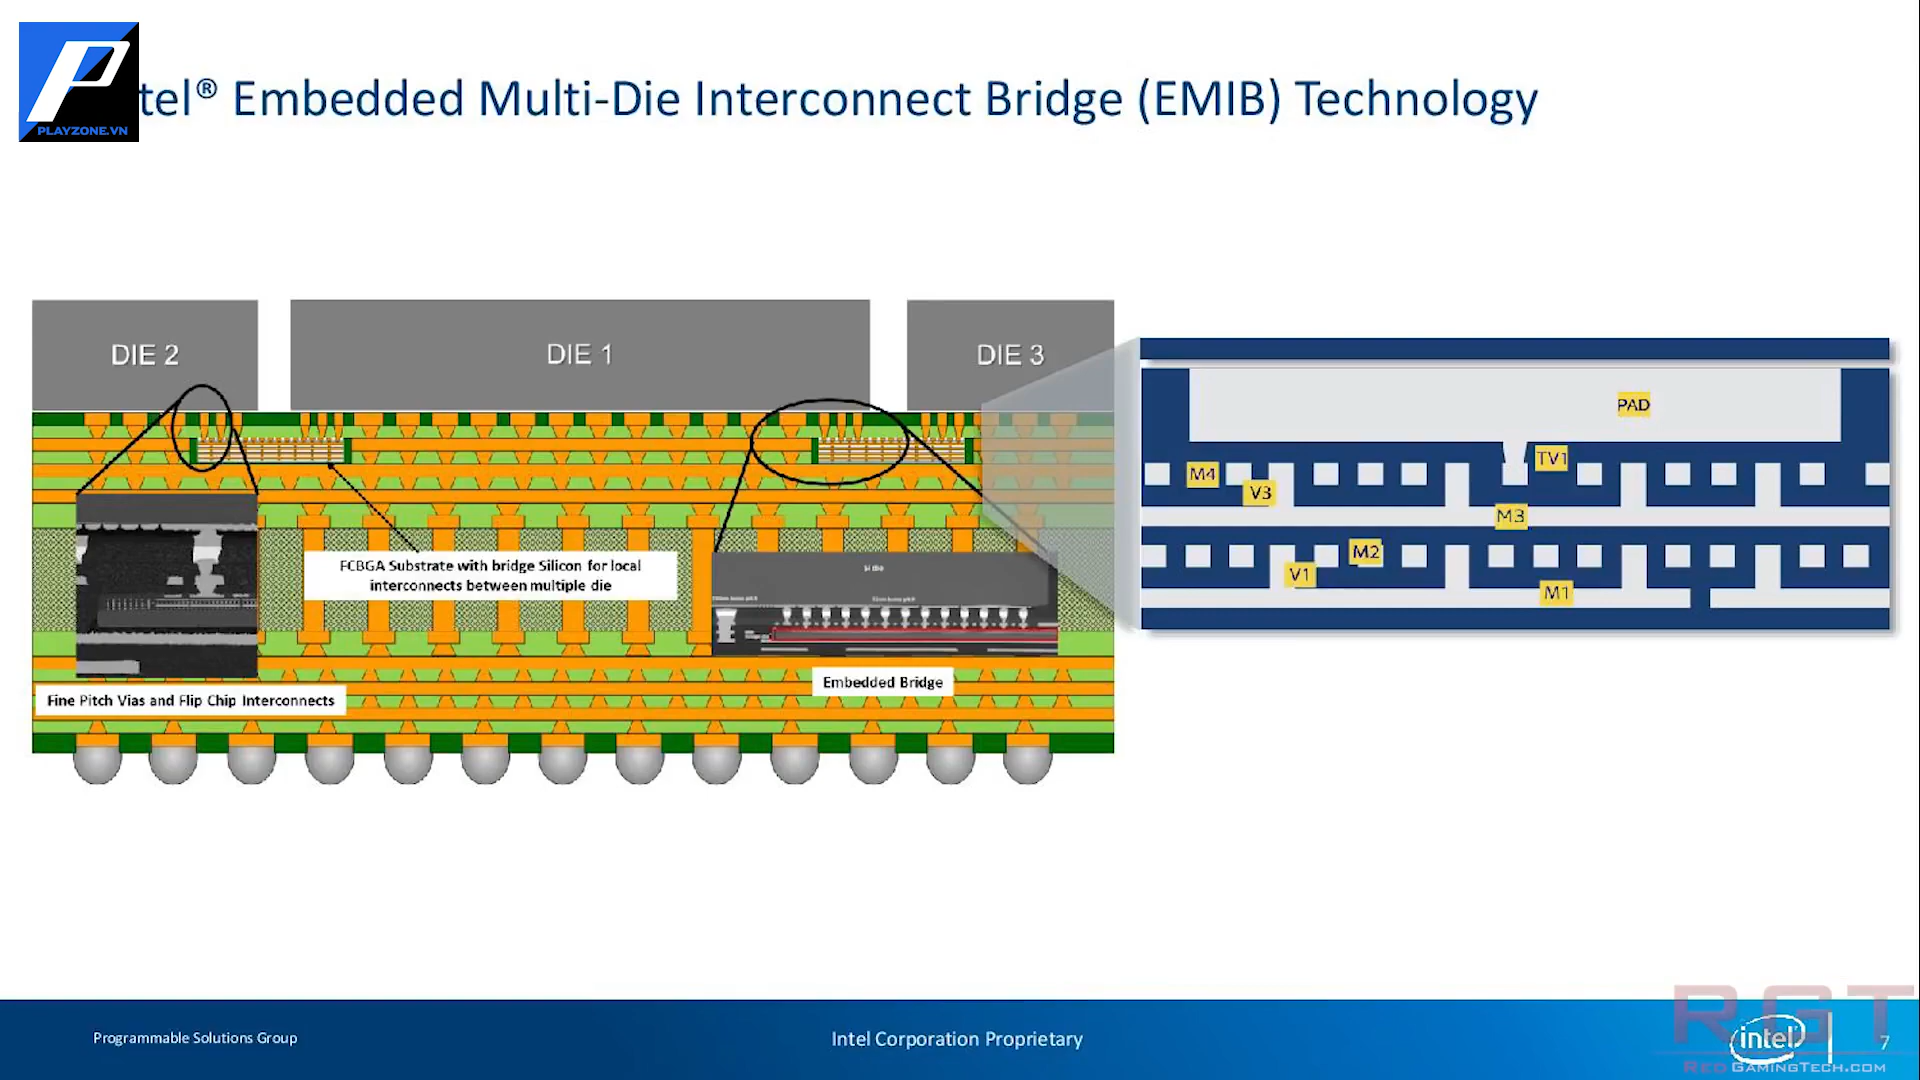 PLAYZONE.VN
tel® Embedded Multi-Die Interconnect Bridge (EMIB) Technology
DIE 2
DIE 1
DIE 3
PAD
TV1
M4
V3
M3
M2
V1
M1
FCBGA Substrate with bridge Silicon for local
interconnects between multiple die
Embedded Bridge
Fine Pitch Vias and Flip Chip Interconnects
Programmable Solutions Group
Intel Corporation Proprietary
RGT
intel
7
REDGAMINGTECH.COM